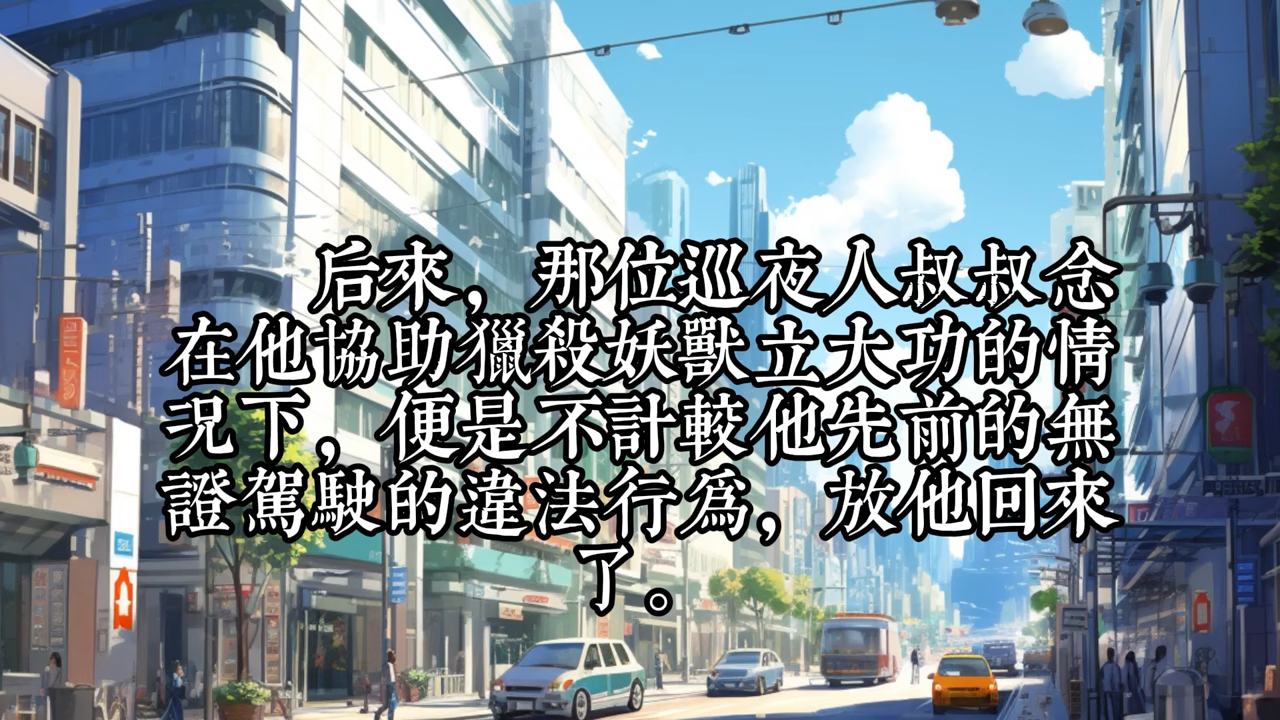 后來，那位巡夜人叔叔念
在他協助獵殺妖獸立大功的情
况下，便是不計較他先前的無
證駕駛的違法行爲，放他回來
了。